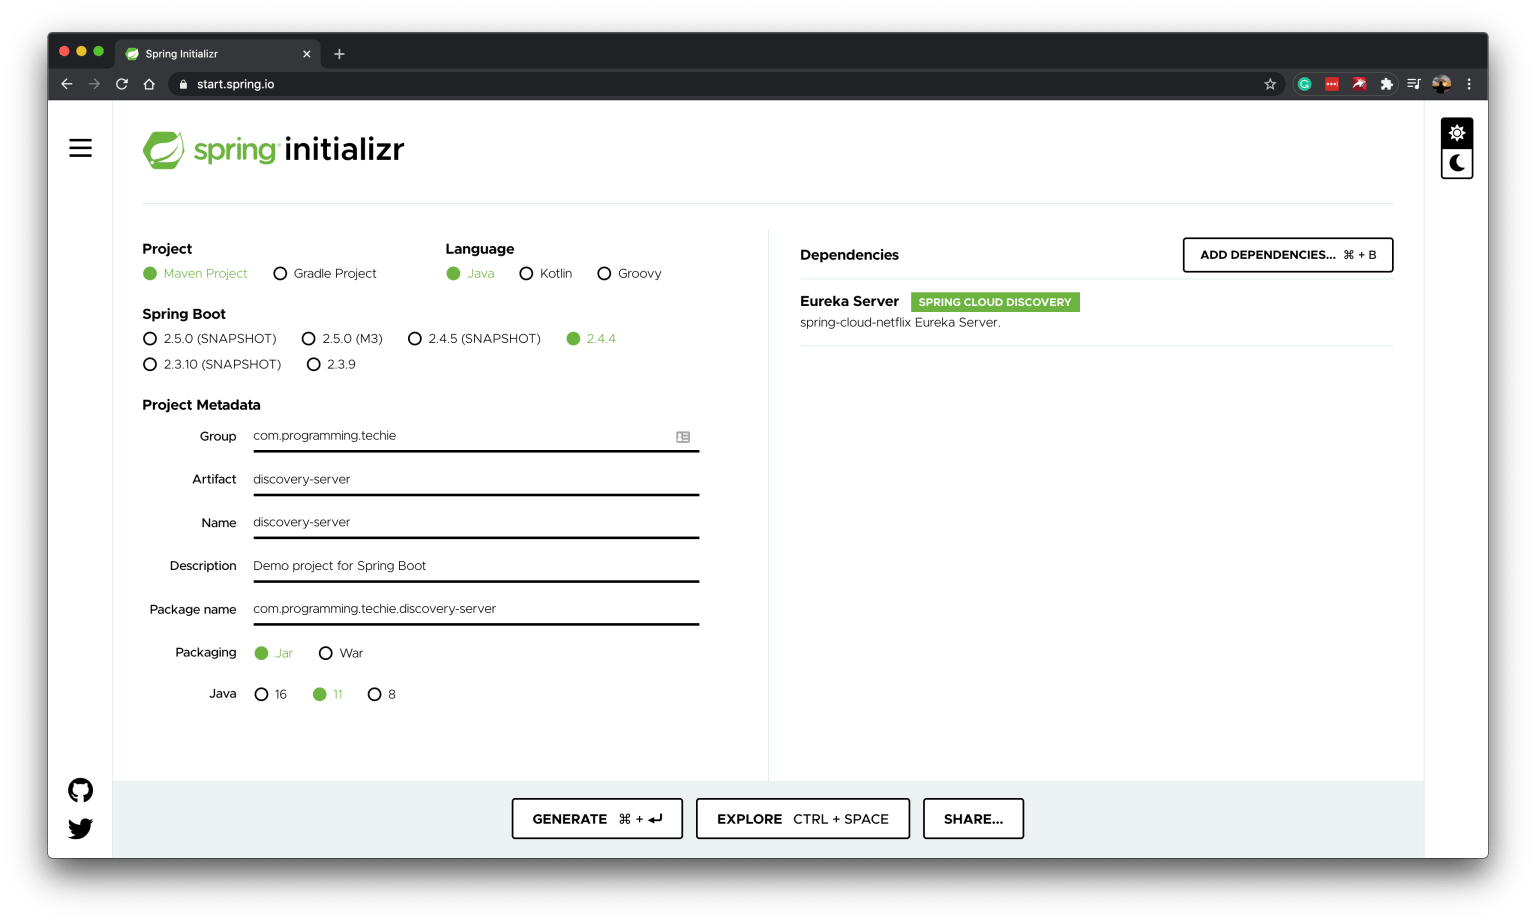 Spring Initializr
start.spring.io
spring initializr
Project
Maven Project
Gradle Project
Language
Java
Kotlin
Groovy
Spring Boot
2.5.0 (SNAPSHOT)
2.5.0 (M3)
2.4.5 (SNAPSHOT)
2.4.4
2.3.10 (SNAPSHOT)
2.3.9
Project Metadata
Group
com.programming.techie
Artifact
discovery-server
Name
discovery-server
Description
Demo project for Spring Boot
Package name
com.programming.techie.discovery-server
Packaging
Jar
War
Java
16
11
8
Dependencies
ADD DEPENDENCIES... ⌘ + B
Eureka Server SPRING CLOUD DISCOVERY
spring-cloud-netflix Eureka Server.
GENERATE ⌘ + ↵
EXPLORE CTRL + SPACE
SHARE...